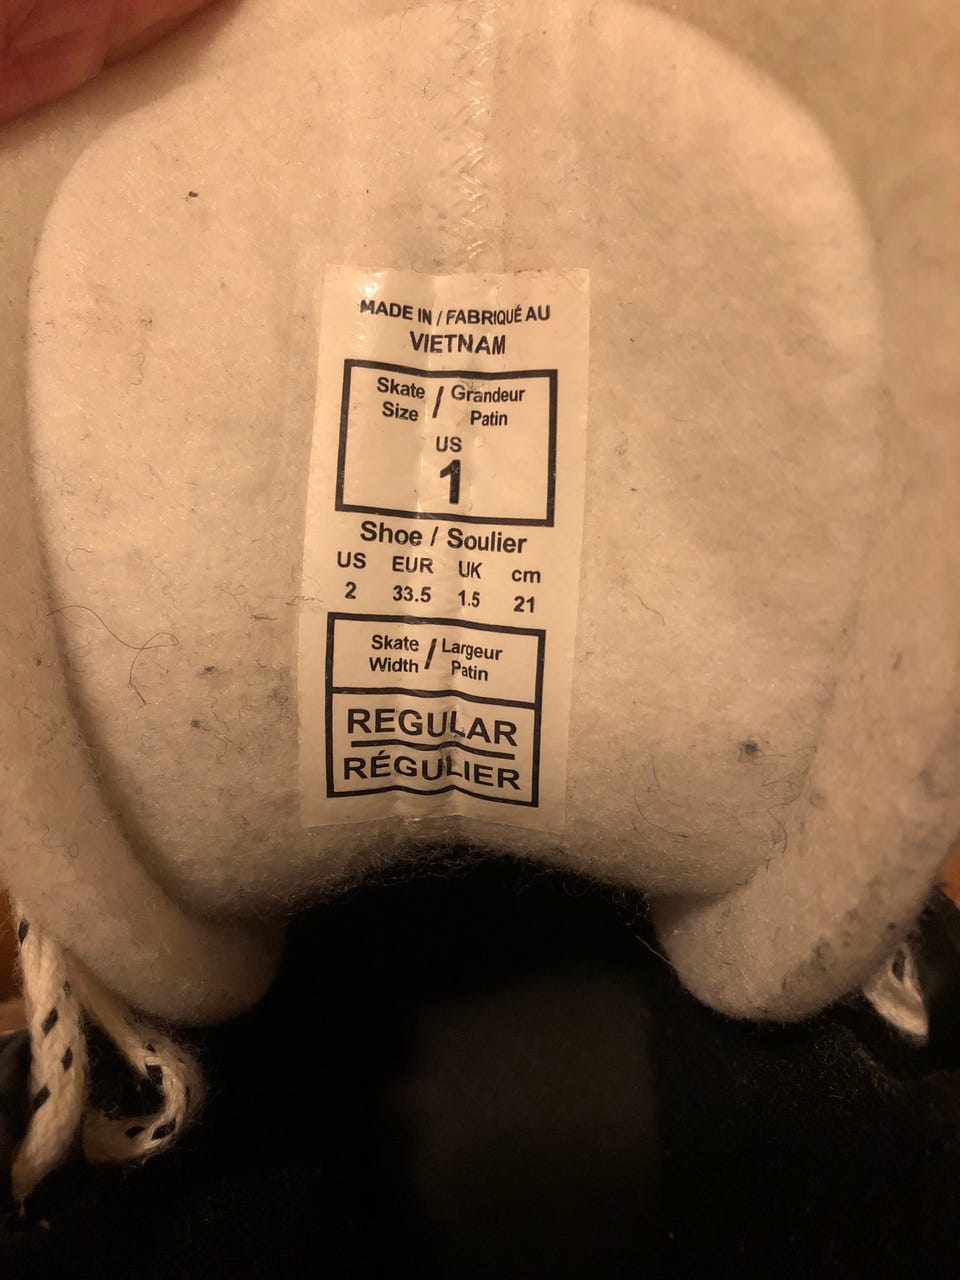 MADE IN / FABRIQUÉ AU
VIETNAM
Skate Size / Grandeur Patin
US
1
Shoe / Soulier
US EUR UK cm
2 33.5 1.5 21
Skate Width / Largeur Patin
REGULAR
RÉGULIER